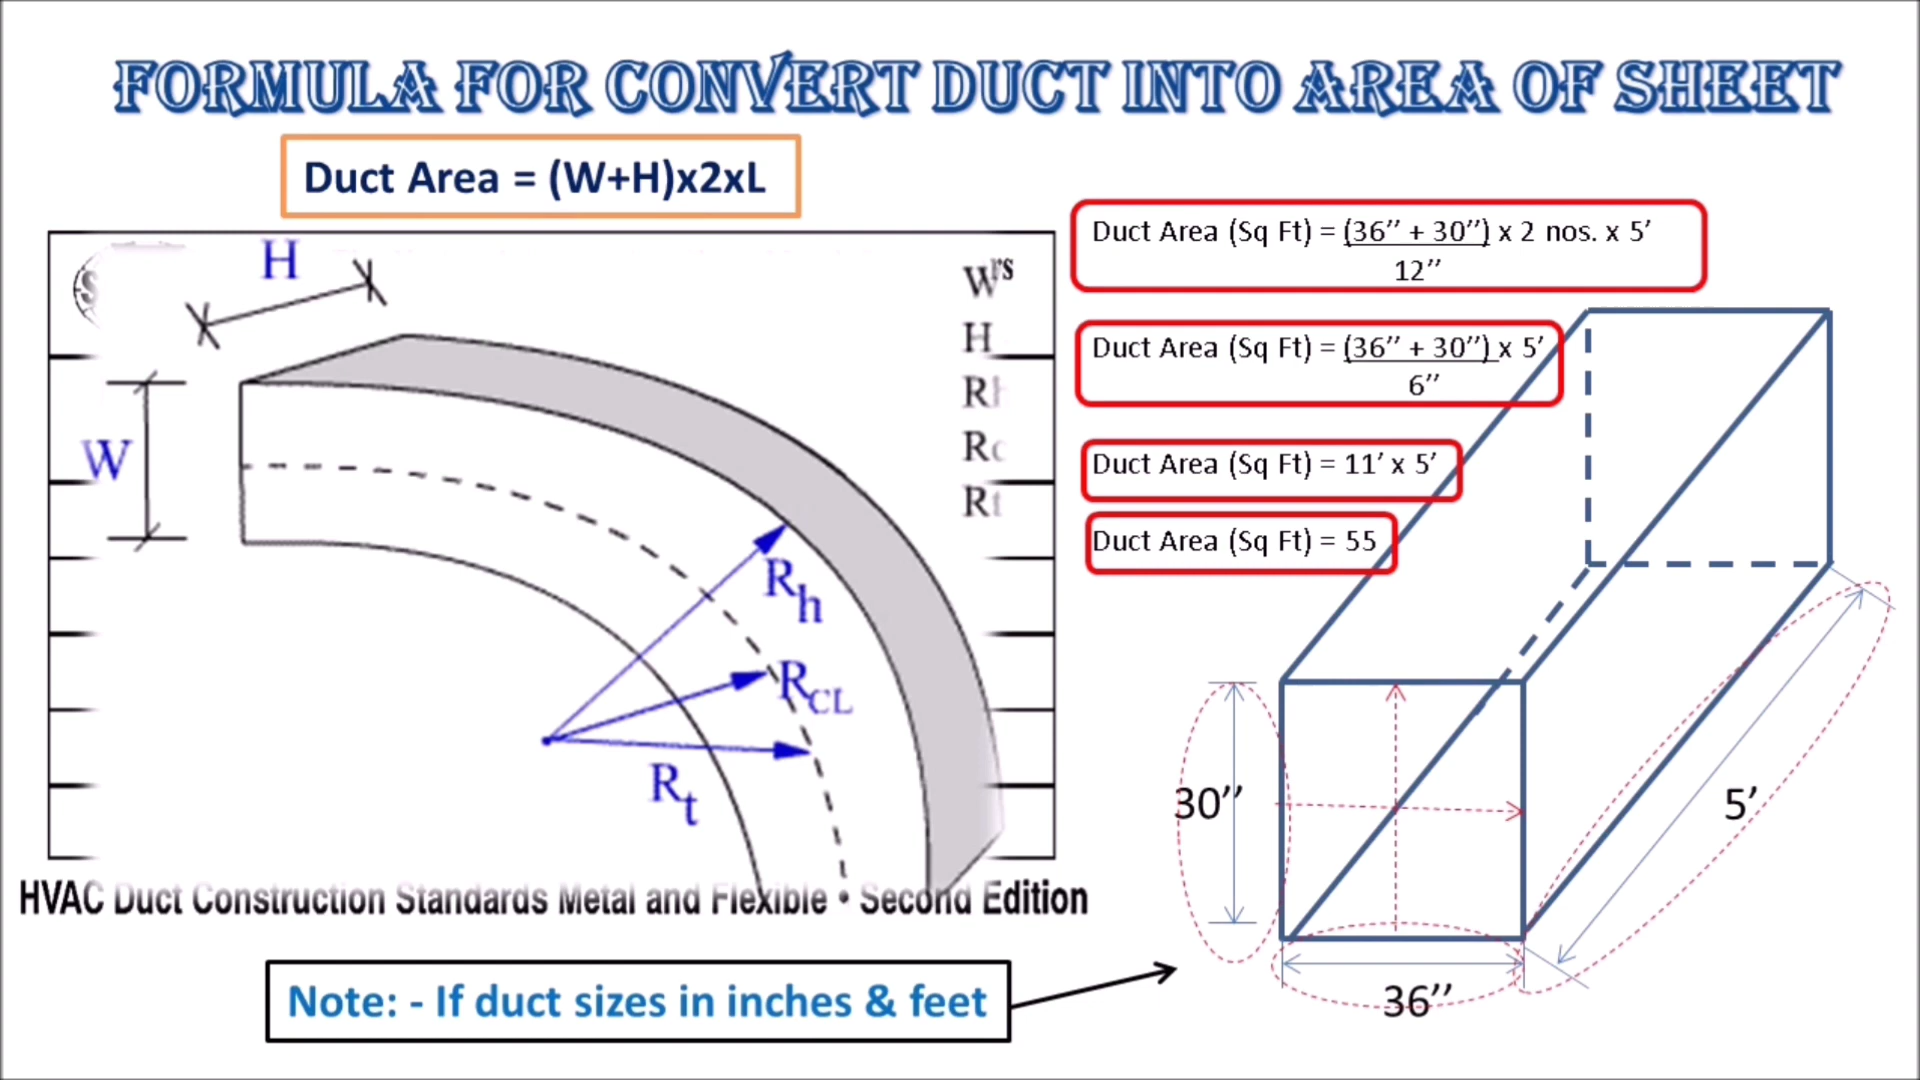 FORMULA FOR CONVERT DUCT INTO AREA OF SHEET
Duct Area = (W+H)x2xL
H
W
W
H
R
R
R
Rh
RCL
Rt
HVAC Duct Construction Standards Metal and Flexible • Second Edition
Duct Area (Sq Ft) = (36’’ + 30’’) x 2 nos. x 5’
12’’
Duct Area (Sq Ft) = (36’’ + 30’’) x 5’
6’’
Duct Area (Sq Ft) = 11’ x 5’
Duct Area (Sq Ft) = 55
30’’
5’
36’’
Note: - If duct sizes in inches & feet